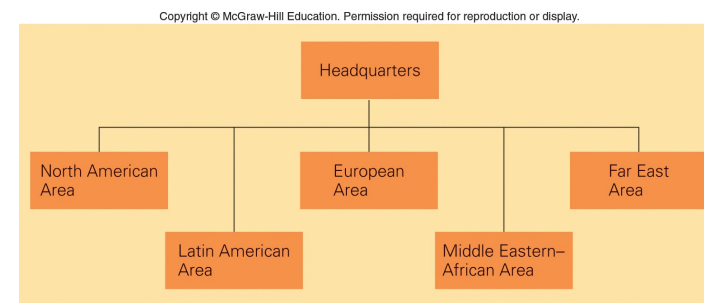 Copyright © McGraw-Hill Education. Permission required for reproduction or display.
Headquarters
North American
Area
European
Area
Far East
Area
Latin American
Area
Middle Eastern–
African Area